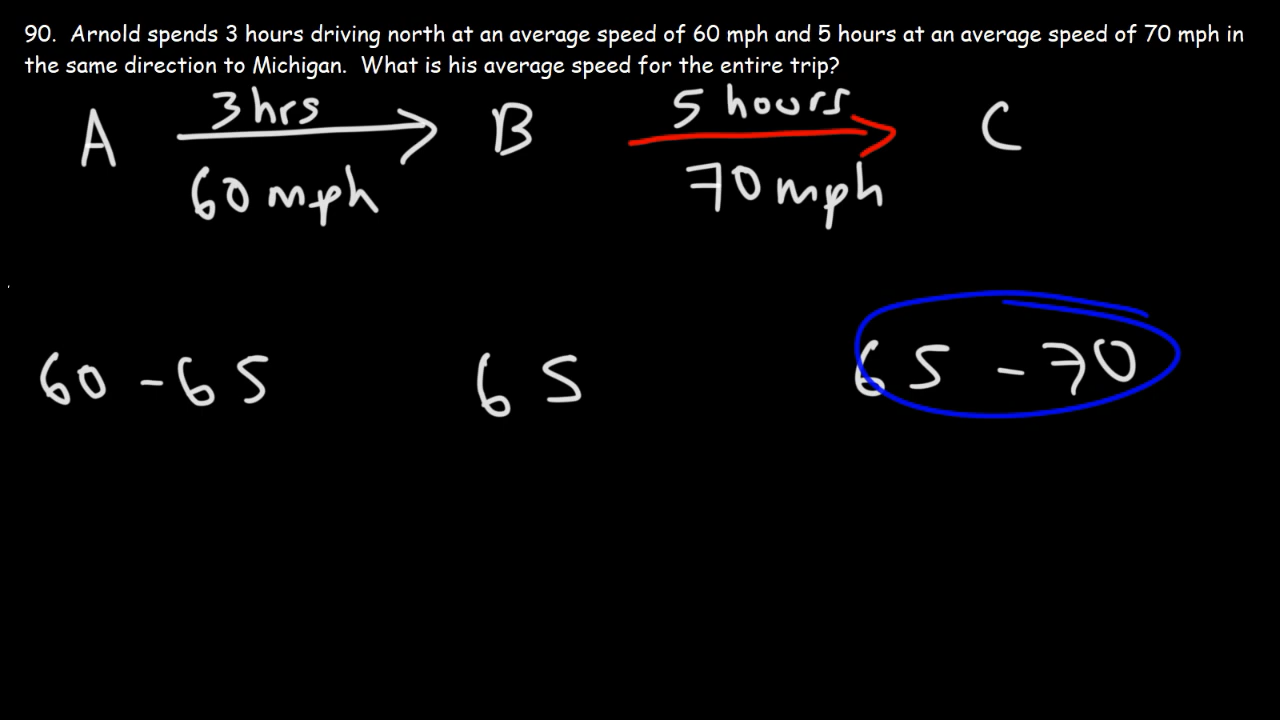 90. Arnold spends 3 hours driving north at an average speed of 60 mph and 5 hours at an average speed of 70 mph in
the same direction to Michigan. What is his average speed for the entire trip?
3 hrs 5 hours
A B C
60 mph 70 mph
60 - 65 65 65 - 70